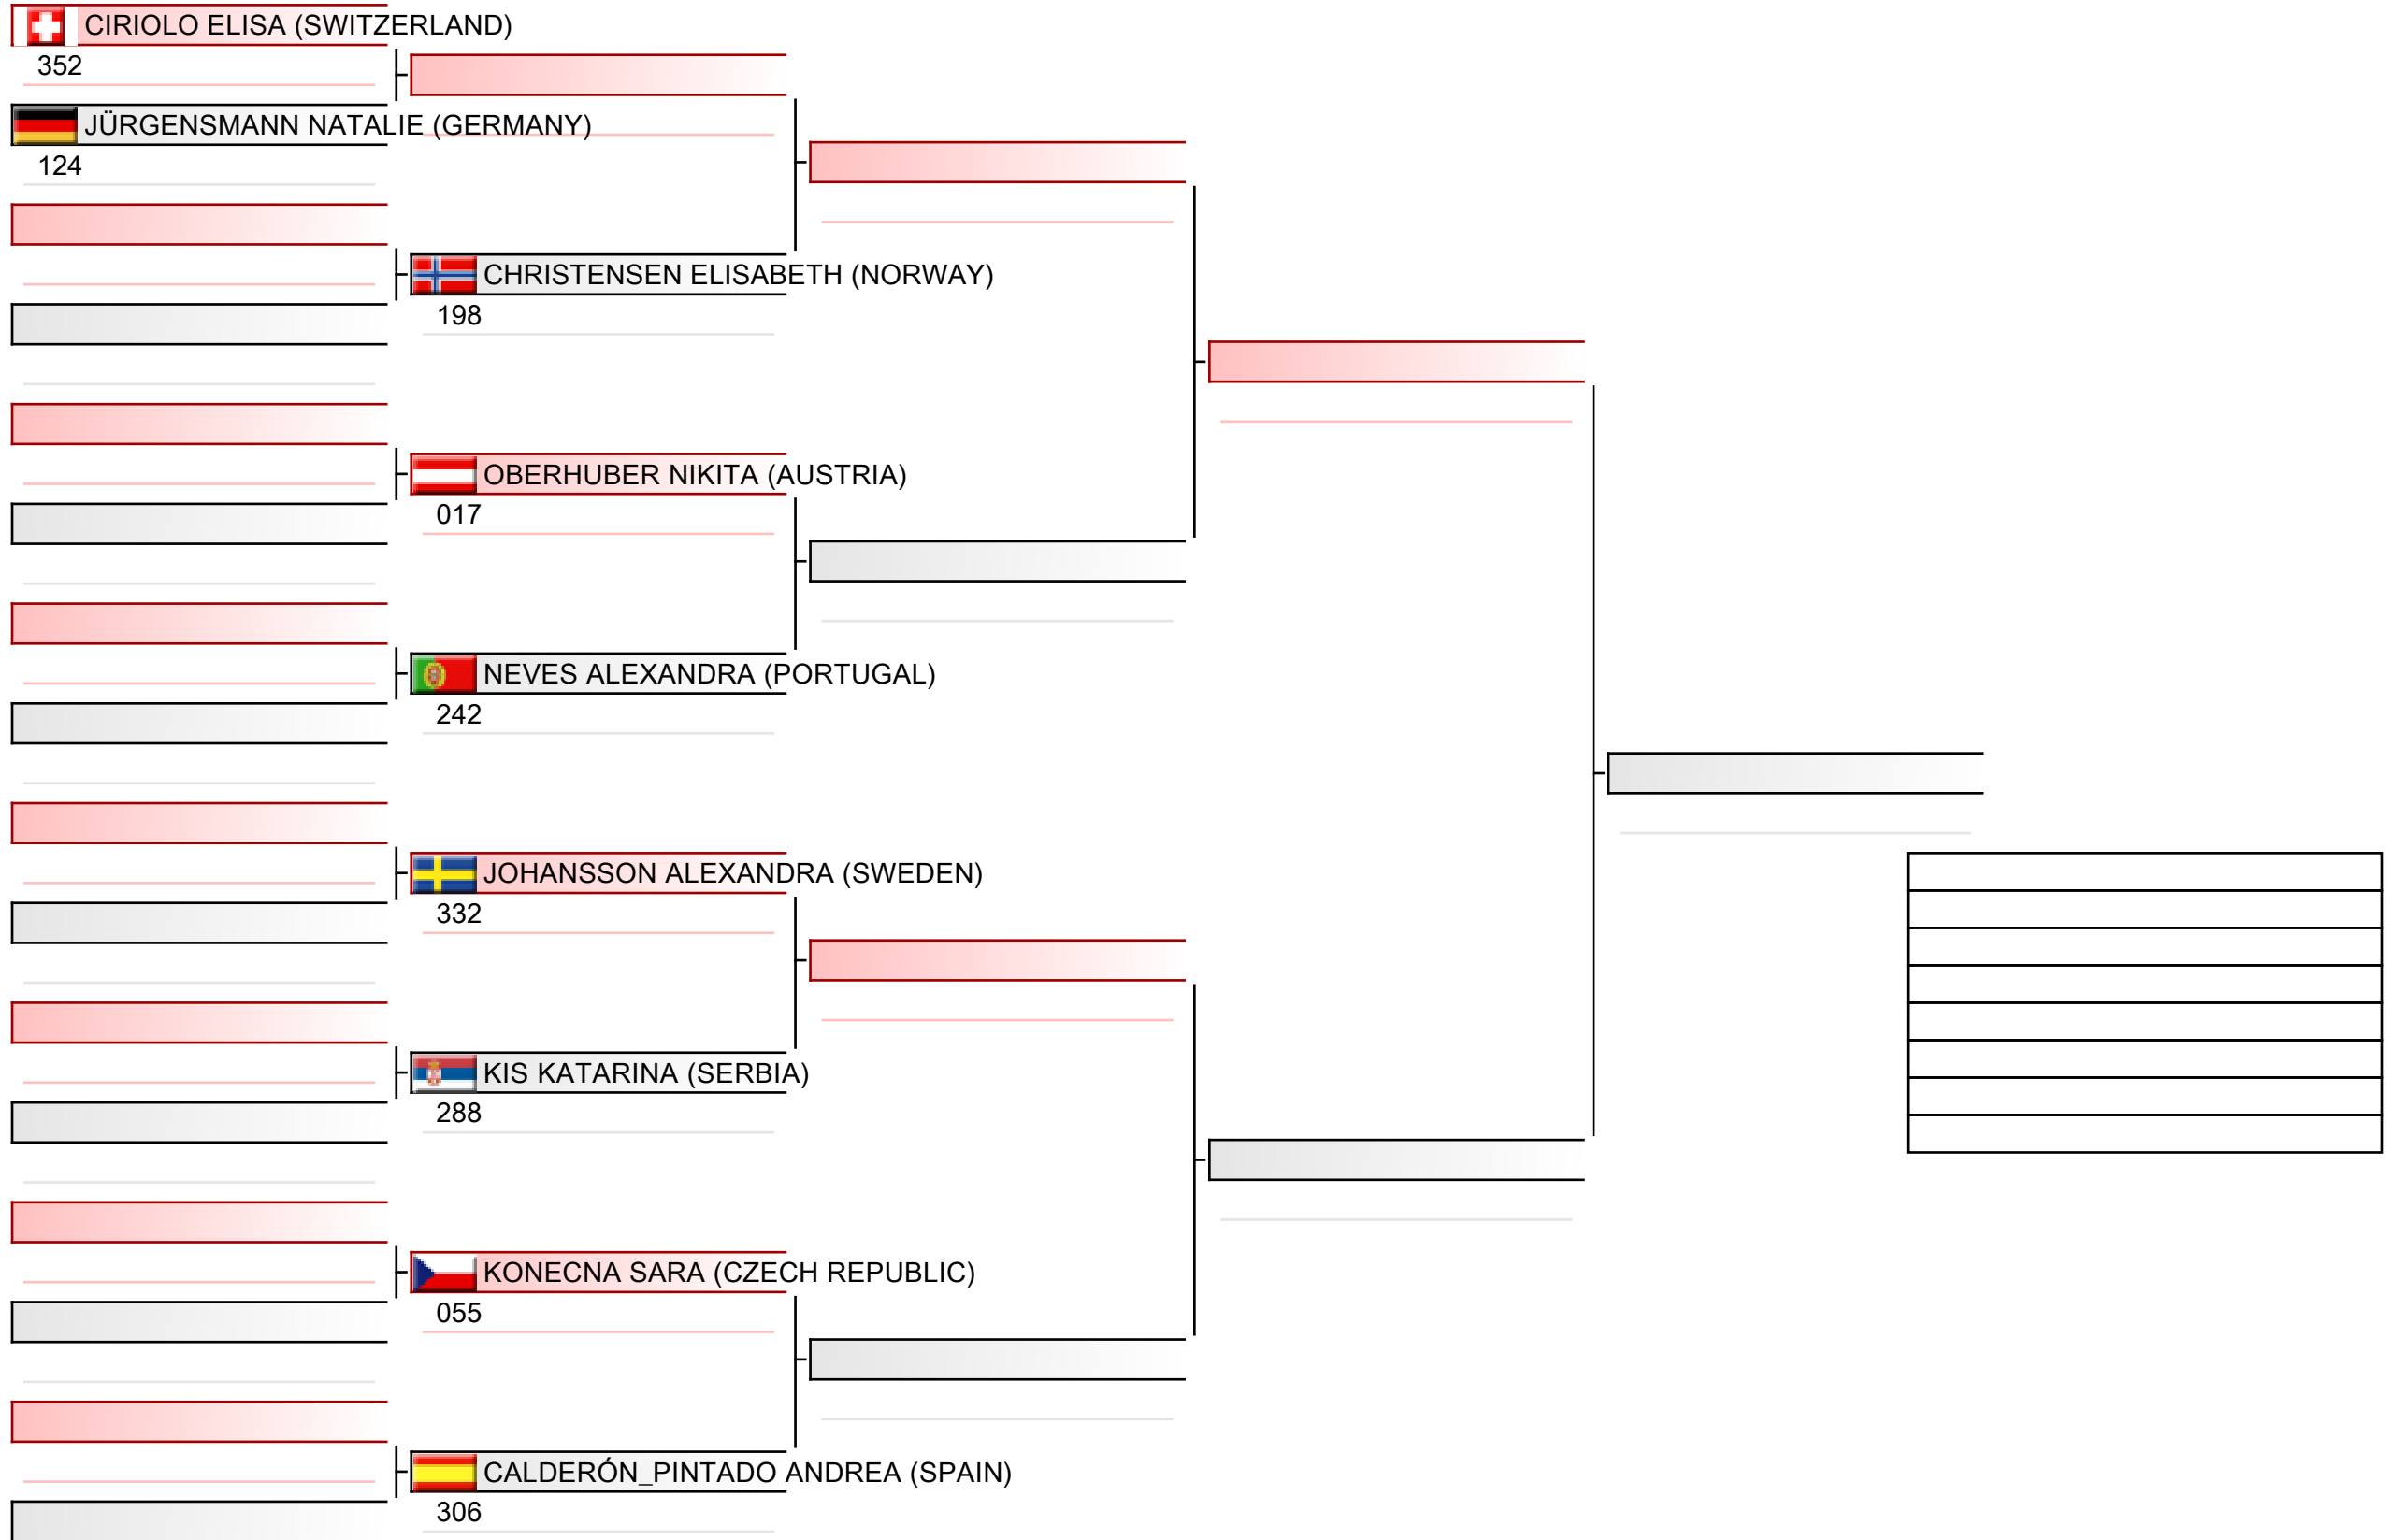 CIRIOLO ELISA (SWITZERLAND)
352
JÜRGENSMANN NATALIE (GERMANY)
124
CHRISTENSEN ELISABETH (NORWAY)
198
OBERHUBER NIKITA (AUSTRIA)
017
NEVES ALEXANDRA (PORTUGAL)
242
JOHANSSON ALEXANDRA (SWEDEN)
332
KIS KATARINA (SERBIA)
288
KONECNA SARA (CZECH REPUBLIC)
055
CALDERÓN_PINTADO ANDREA (SPAIN)
306